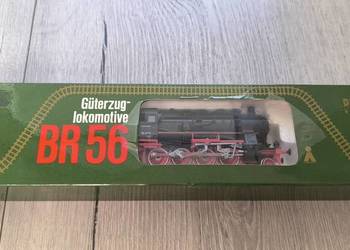 Güterzug-
lokomotive
BR 56